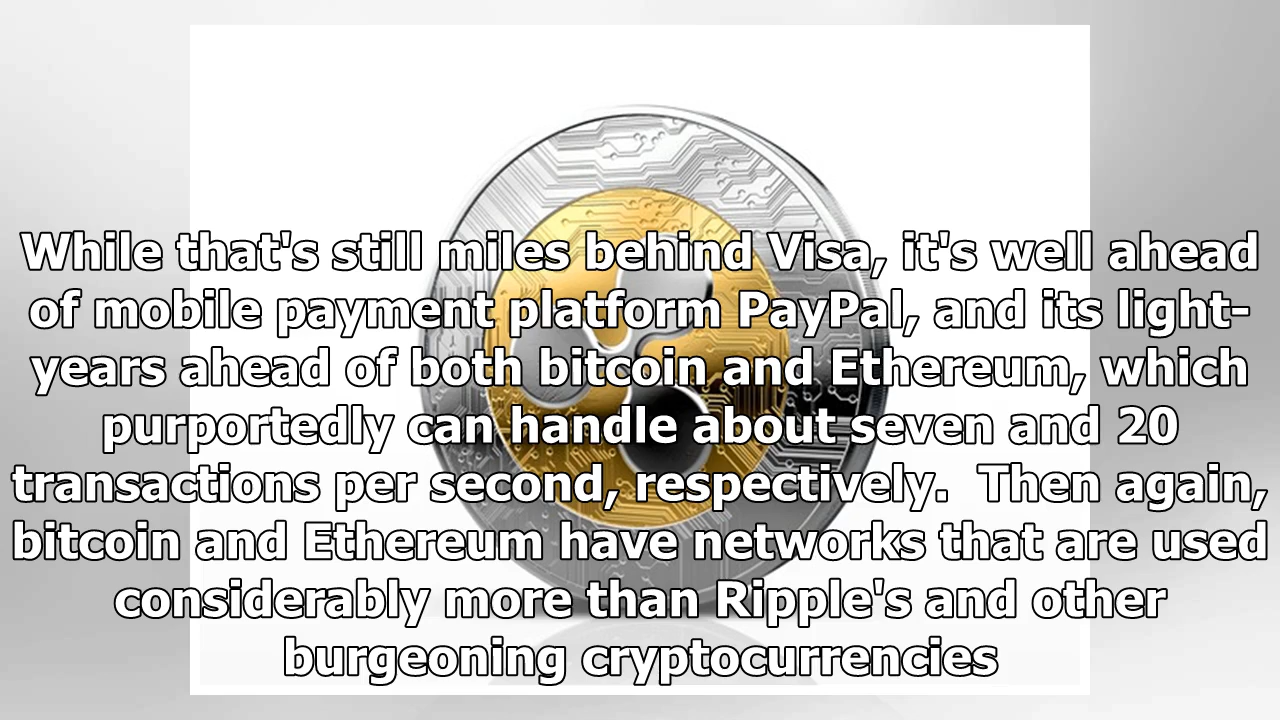 While that's still miles behind Visa, it's well ahead
of mobile payment platform PayPal, and its light-
years ahead of both bitcoin and Ethereum, which
purportedly can handle about seven and 20
transactions per second, respectively.  Then again,
bitcoin and Ethereum have networks that are used
considerably more than Ripple's and other
burgeoning cryptocurrencies